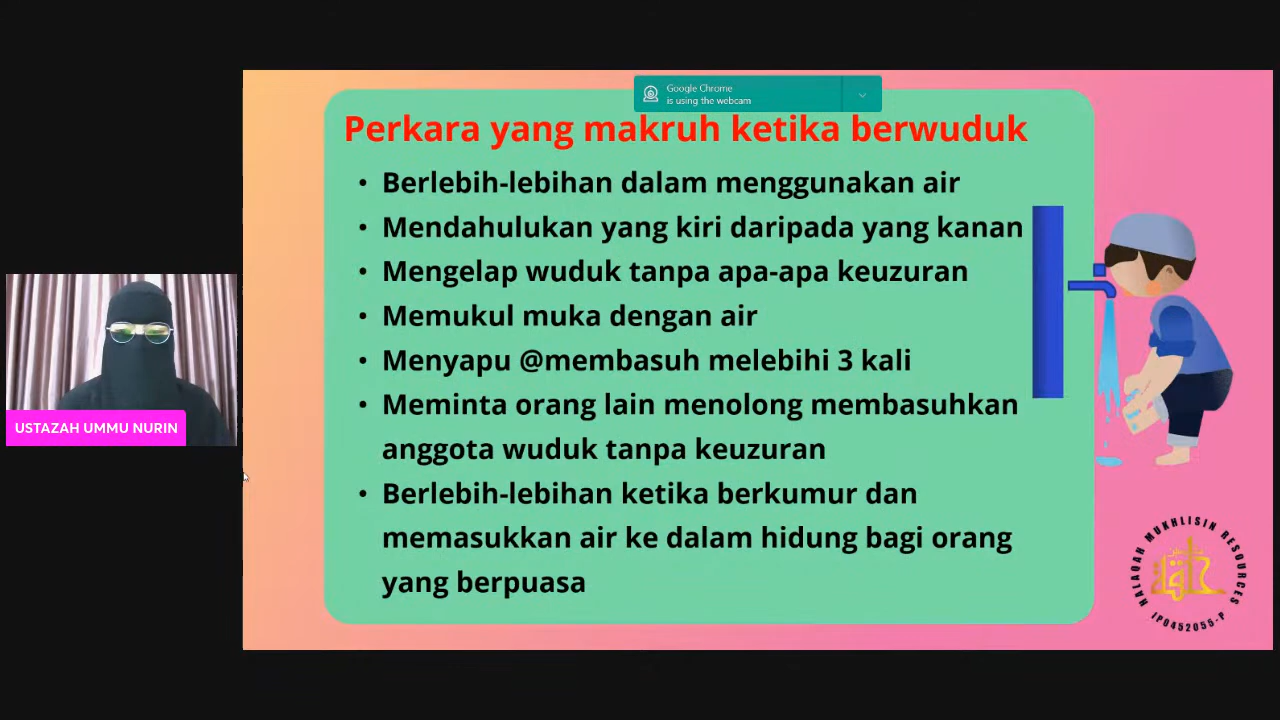 Google Chrome
is using the webcam
Perkara yang makruh ketika berwuduk
• Berlebih-lebihan dalam menggunakan air
• Mendahulukan yang kiri daripada yang kanan
• Mengelap wuduk tanpa apa-apa keuzuran
• Memukul muka dengan air
• Menyapu @membasuh melebihi 3 kali
• Meminta orang lain menolong membasuhkan
anggota wuduk tanpa keuzuran
• Berlebih-lebihan ketika berkumur dan
memasukkan air ke dalam hidung bagi orang
yang berpuasa
USTAZAH UMMU NURIN
HALAQAH MUKHLISIN RESOURCES
IP0452055-P